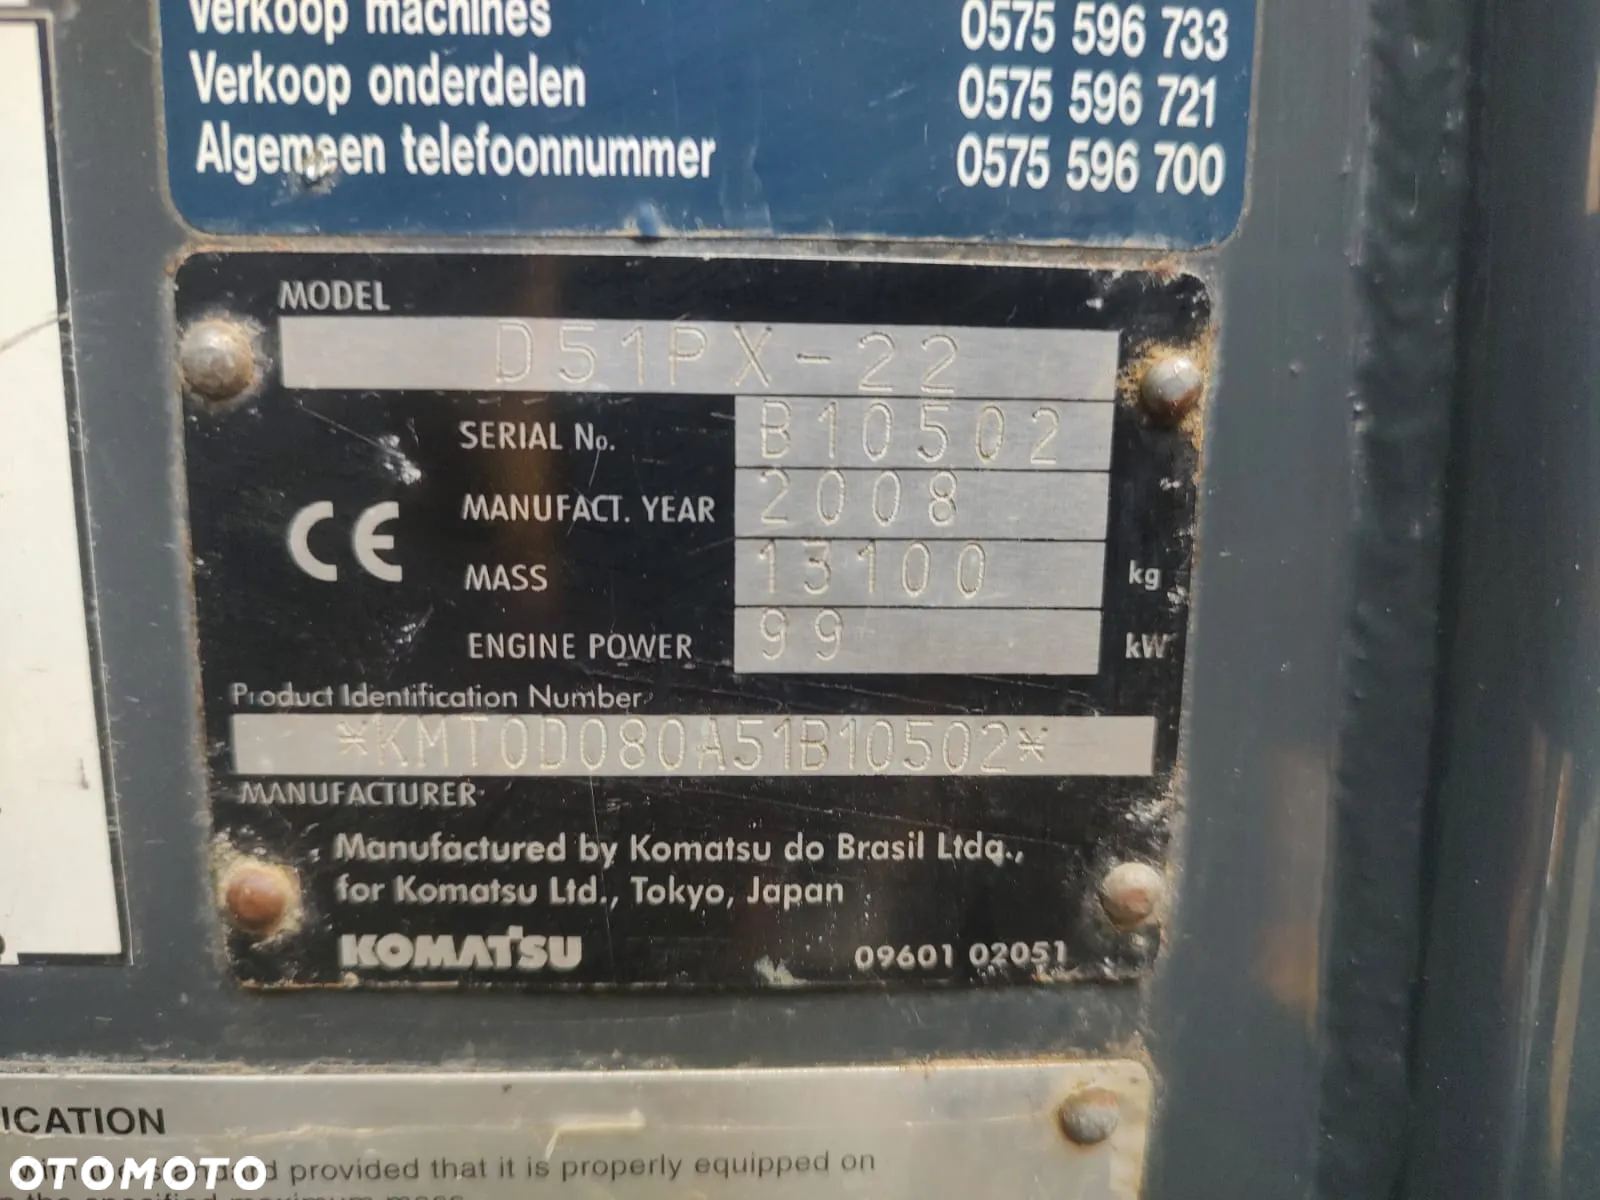 Verkoop machines 0575 596 733
Verkoop onderdelen 0575 596 721
Algemeen telefoonnummer 0575 596 700
MODEL
D51PX-22
SERIAL No. B10502
MANUFACT. YEAR 2008
CE
MASS 13100 kg
ENGINE POWER 99 kW
Product Identification Number
*KMT0D080A51B10502*
MANUFACTURER
Manufactured by Komatsu do Brasil Ltda.,
for Komatsu Ltd., Tokyo, Japan
KOMATSU 09601 02051
ICATION
provided that it is properly equipped on
OTOMOTO